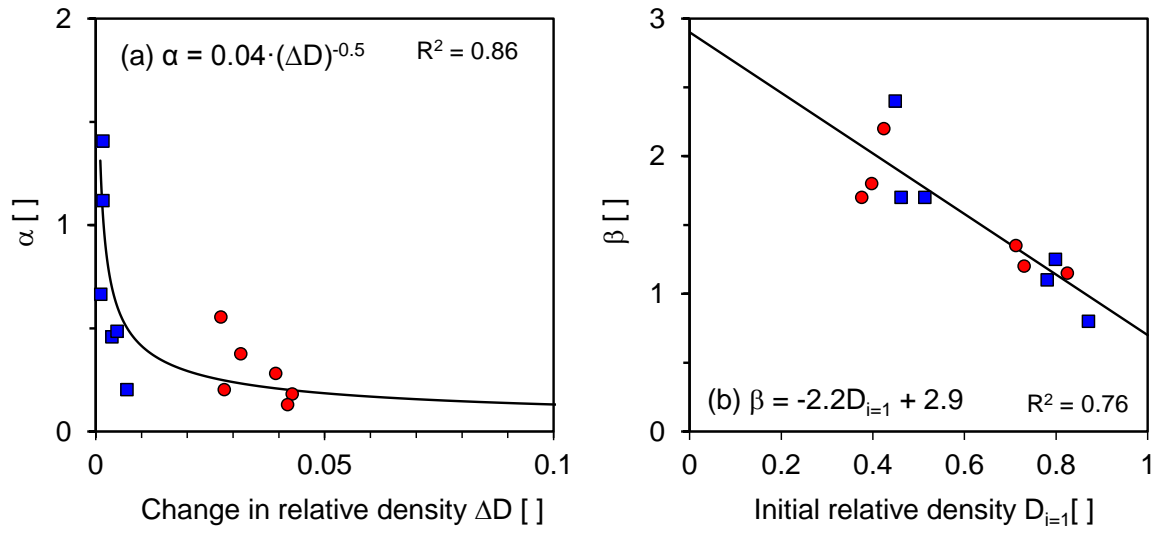 2
(a) α = 0.04·(ΔD)^-0.5
R² = 0.86
1
α [ ]
0
0
0.05
0.1
Change in relative density ΔD [ ]
3
2
β [ ]
1
(b) β = -2.2D_i=1 + 2.9
R² = 0.76
0
0
0.2
0.4
0.6
0.8
1
Initial relative density D_i=1[ ]